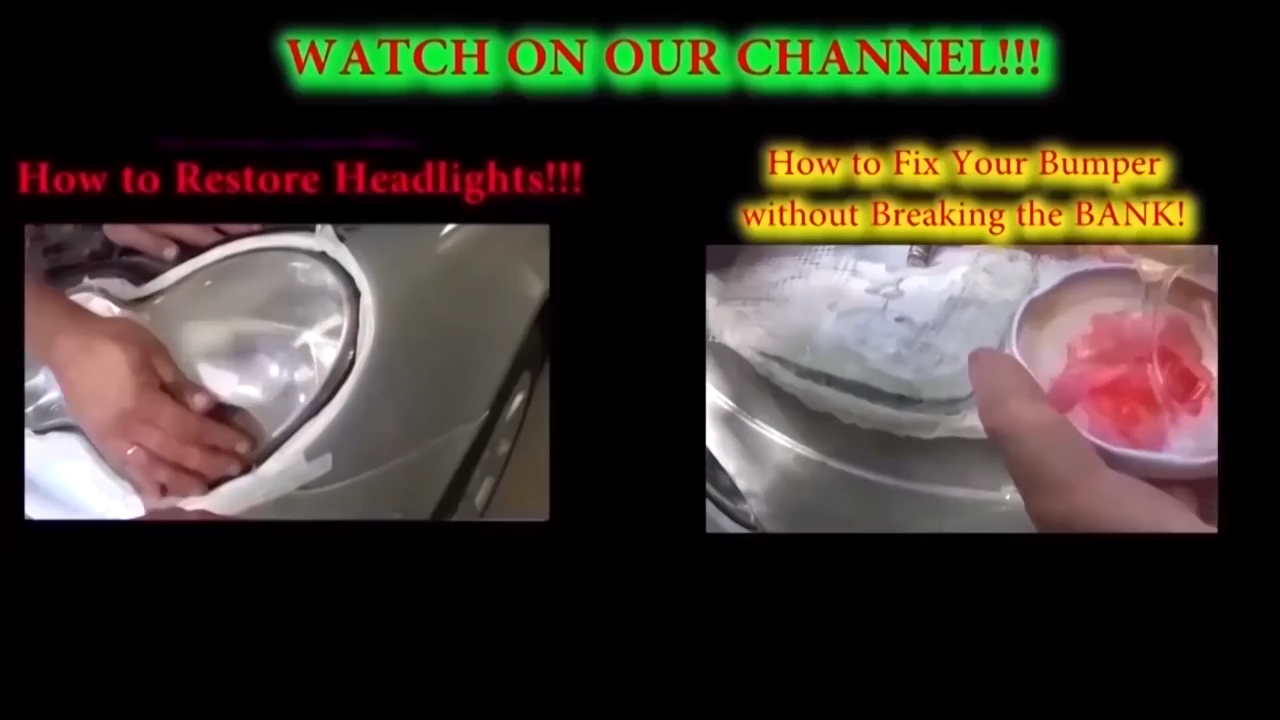 WATCH ON OUR CHANNEL!!!
How to Restore Headlights!!!
How to Fix Your Bumper
without Breaking the BANK!